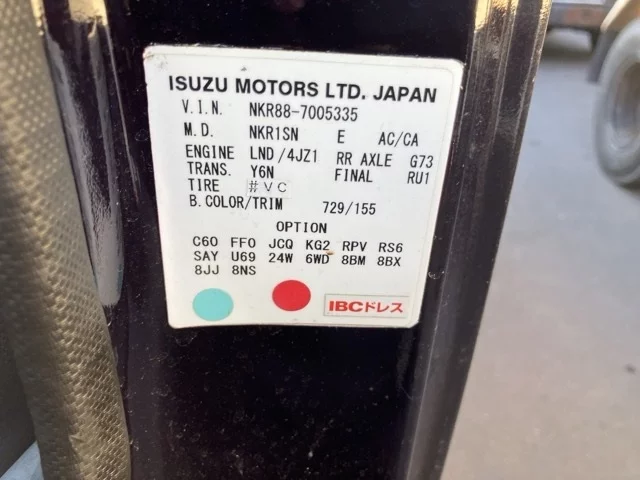 ISUZU MOTORS LTD. JAPAN
V.I.N. NKR88-7005335
M.D. NKR1SN E AC/CA
ENGINE LND/4JZ1 RR AXLE G73
TRANS. Y6N FINAL RU1
TIRE #VC
B.COLOR/TRIM 729/155
OPTION
C60 FF0 JCQ KG2 RPV RS6
SAY U69 24W 6WD 8BM 8BX
8JJ 8NS
IBCドレス